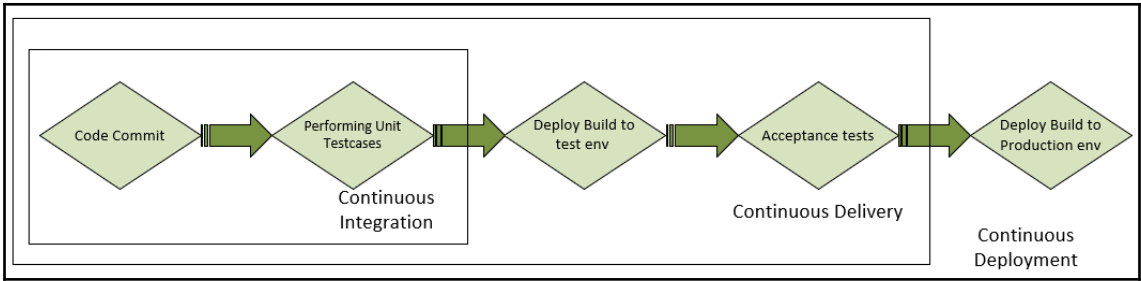 Code Commit
Performing Unit
Testcases
Deploy Build to
test env
Acceptance tests
Deploy Build to
Production env
Continuous
Integration
Continuous Delivery
Continuous
Deployment